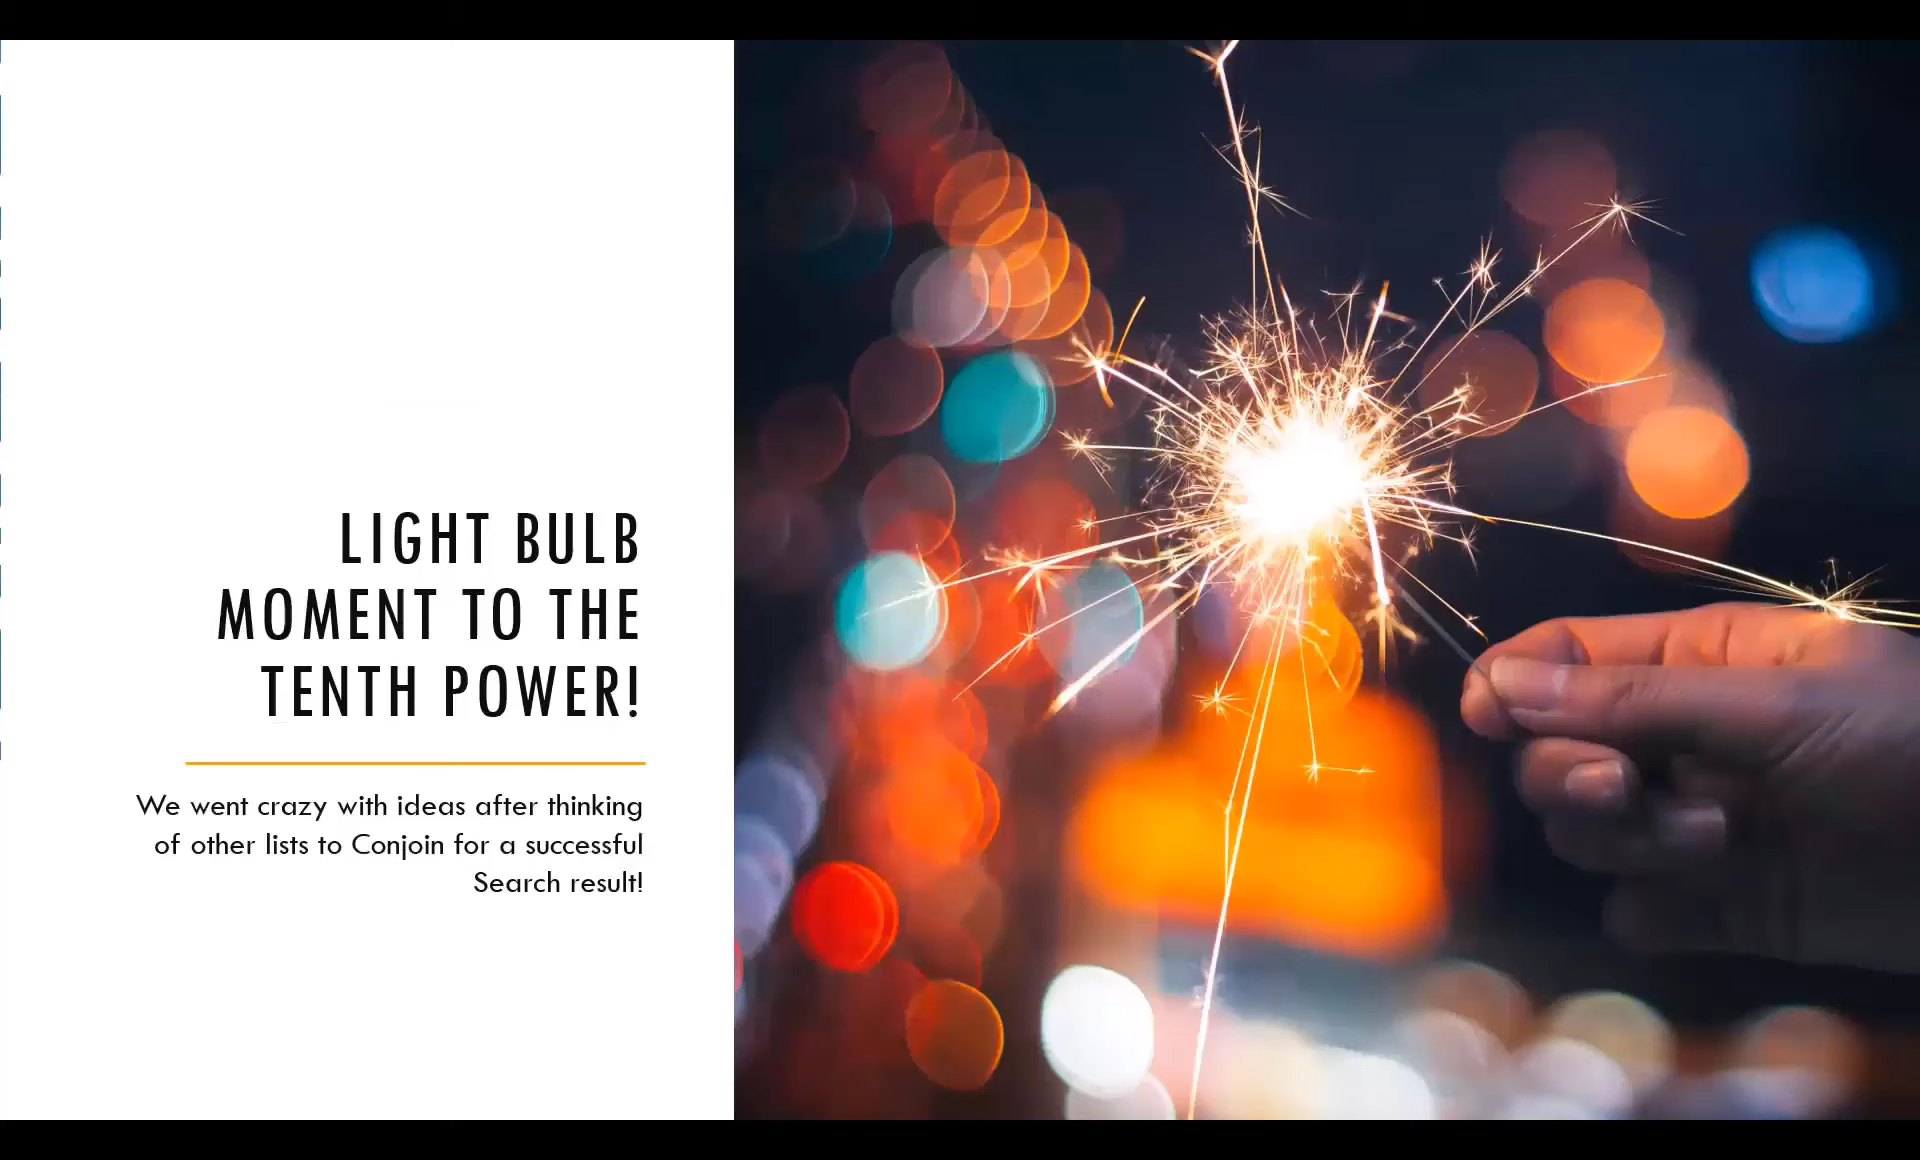 LIGHT BULB
MOMENT TO THE
TENTH POWER!
We went crazy with ideas after thinking
of other lists to Conjoin for a successful
Search result!